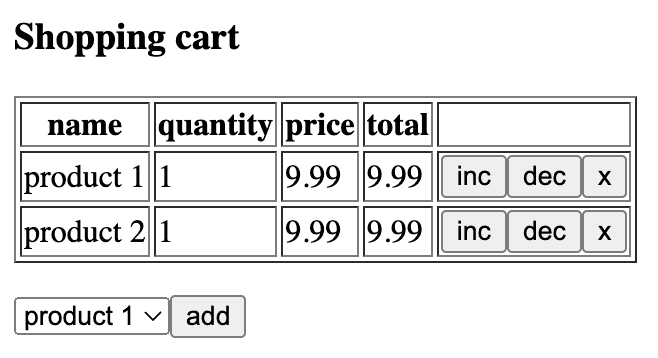 Shopping cart
name quantity price total
product 1 1 9.99 9.99 inc dec x
product 2 1 9.99 9.99 inc dec x
product 1 add